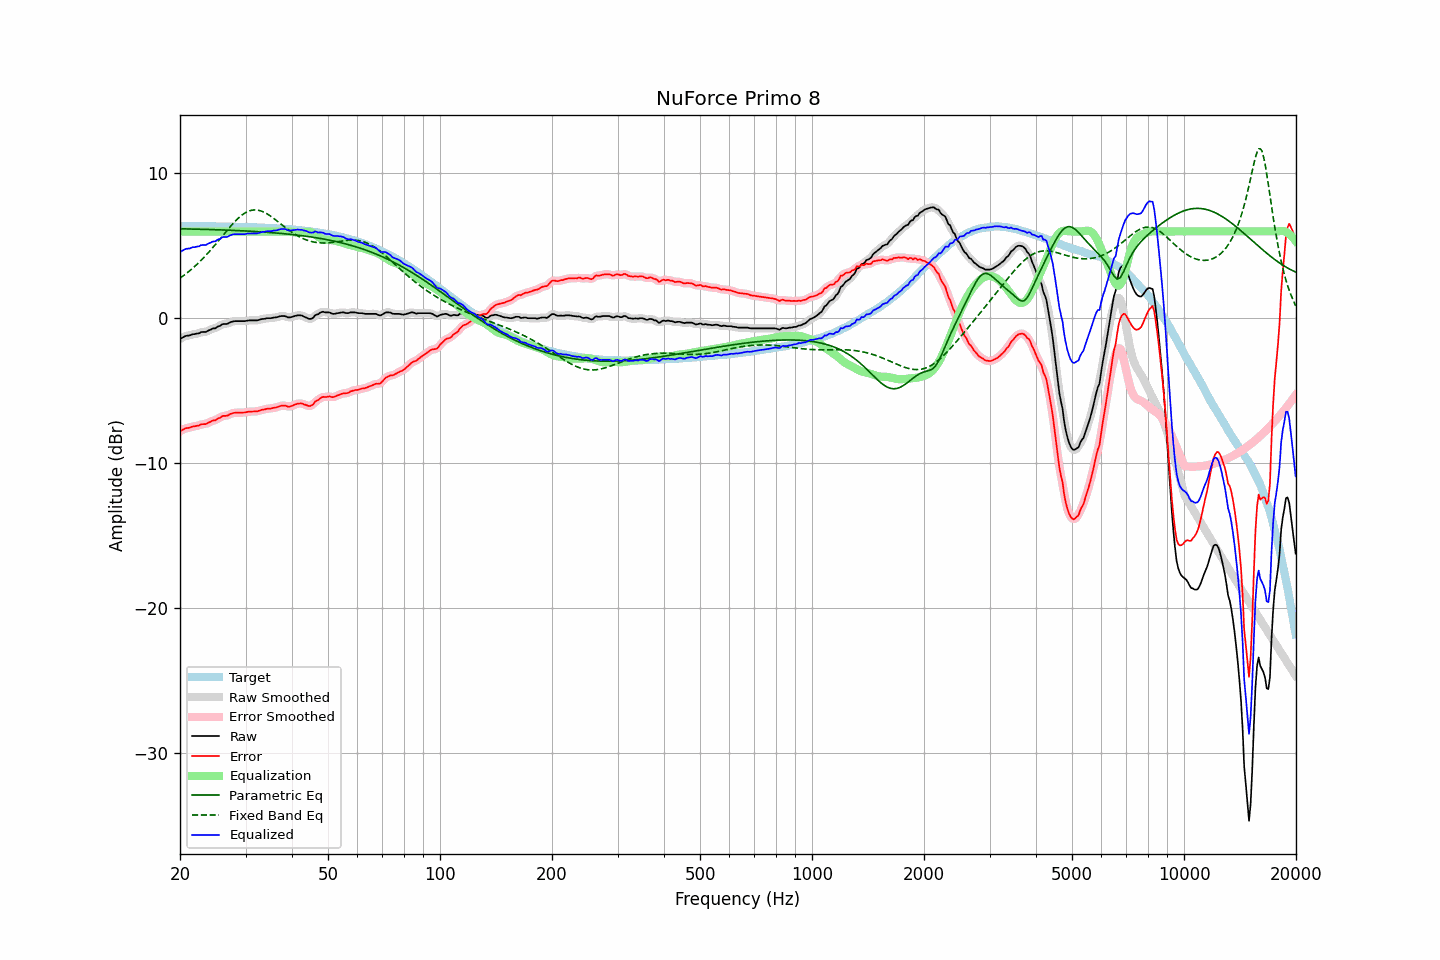 NuForce Primo 8
Amplitude (dBr)
10
0
−10
−20
−30
Target
Raw Smoothed
Error Smoothed
Raw
Error
Equalization
Parametric Eq
Fixed Band Eq
Equalized
20
50
100
200
500
1000
2000
5000
10000
20000
Frequency (Hz)